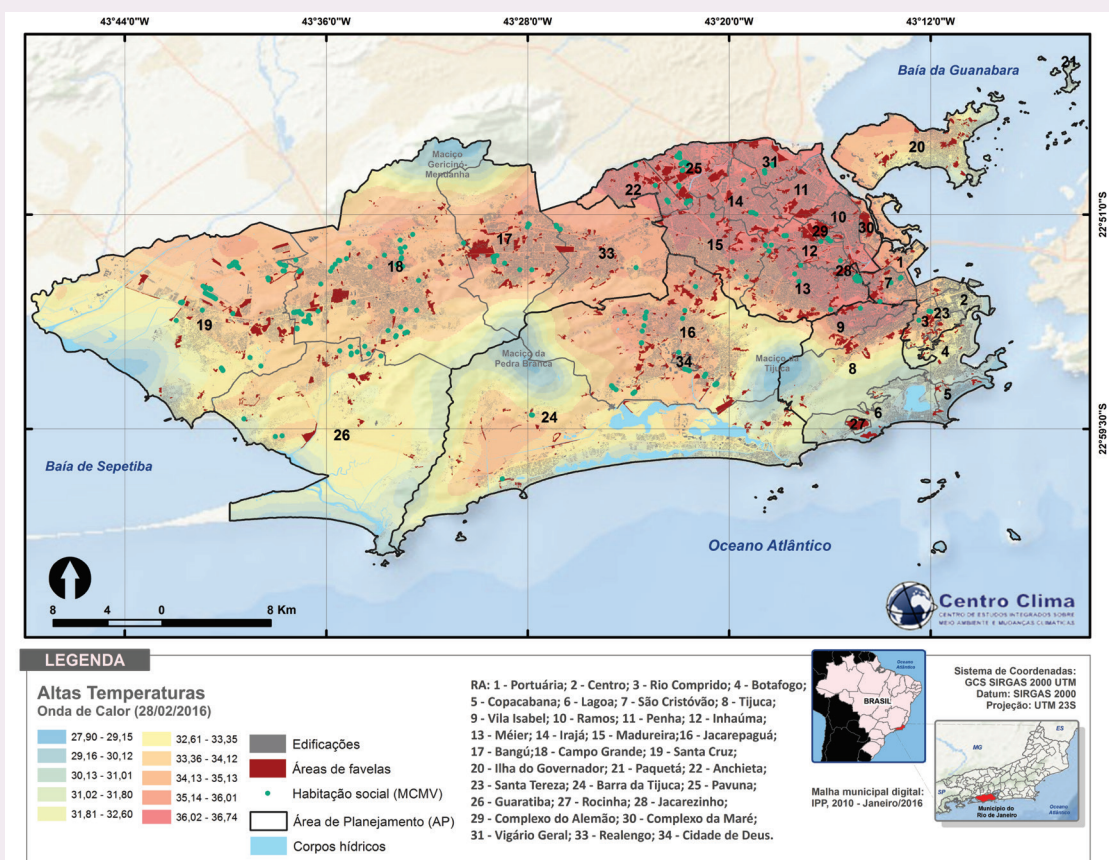 43°44'0"W 43°36'0"W 43°28'0"W 43°20'0"W 43°12'0"W
21
Baía da Guanabara
20
Maciço
Gericinó-
Mendanha
31
25
22
11
14
22°51'0"S
10
17
29
30
15
12
33
18
1
28
7
13
2
19
23
3
9
16
4
Maciço da
Pedra Branca
34
Maciço da
Tijuca
8
5
24
6
27
22°59'30"S
26
Baía de Sepetiba
Oceano Atlântico
8 4 0 8 Km
Centro Clima
CENTRO DE ESTUDOS INTEGRADOS SOBRE
MEIO AMBIENTE E MUDANÇAS CLIMÁTICAS
LEGENDA
Altas Temperaturas
Onda de Calor (28/02/2016)
27,90 - 29,15
29,16 - 30,12
30,13 - 31,01
31,02 - 31,80
31,81 - 32,60
32,61 - 33,35
33,36 - 34,12
34,13 - 35,13
35,14 - 36,01
36,02 - 36,74
Edificações
Áreas de favelas
Habitação social (MCMV)
Área de Planejamento (AP)
Corpos hídricos
RA: 1 - Portuária; 2 - Centro; 3 - Rio Comprido; 4 - Botafogo;
5 - Copacabana; 6 - Lagoa; 7 - São Cristóvão; 8 - Tijuca;
9 - Vila Isabel; 10 - Ramos; 11 - Penha; 12 - Inhaúma;
13 - Méier; 14 - Irajá; 15 - Madureira;16 - Jacarepaguá;
17 - Bangú;18 - Campo Grande; 19 - Santa Cruz;
20 - Ilha do Governador; 21 - Paquetá; 22 - Anchieta;
23 - Santa Tereza; 24 - Barra da Tijuca; 25 - Pavuna;
26 - Guaratiba; 27 - Rocinha; 28 - Jacarezinho;
29 - Complexo do Alemão; 30 - Complexo da Maré;
31 - Vigário Geral; 33 - Realengo; 34 - Cidade de Deus.
Oceano
Atlântico
BRASIL
Malha municipal digital:
IPP, 2010 - Janeiro/2016
Sistema de Coordenadas:
GCS SIRGAS 2000 UTM
Datum: SIRGAS 2000
Projeção: UTM 23S
ES
MG
SP
Município do
Rio de Janeiro
Oceano
Atlântico